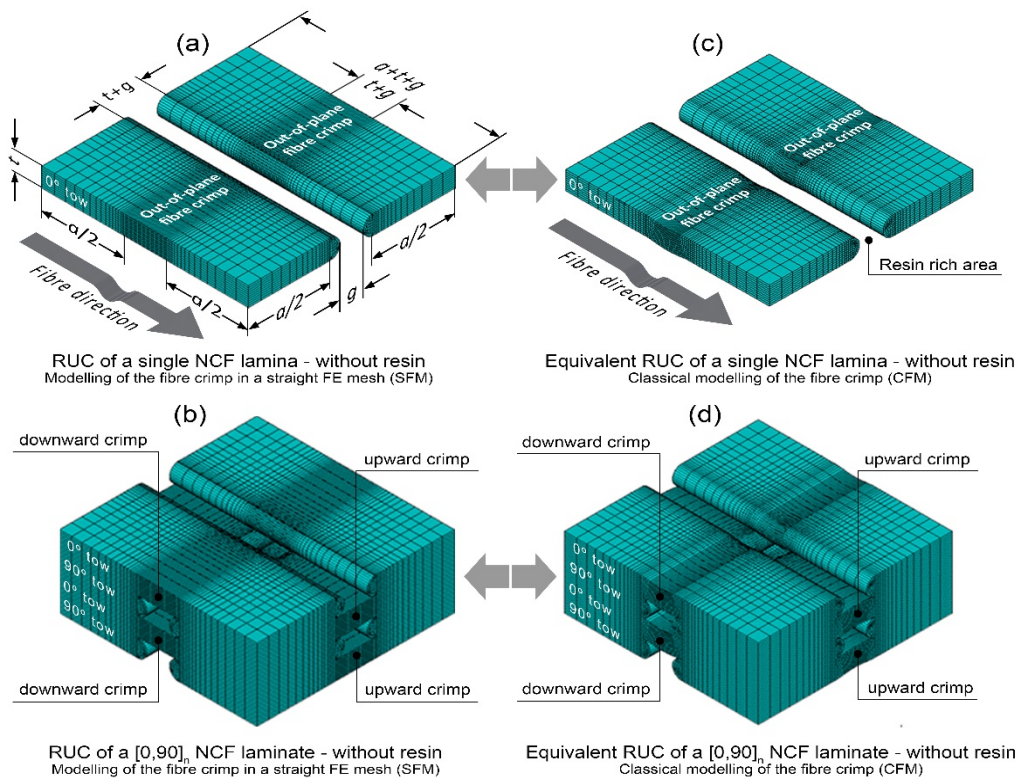 (a)
t+g
a+t+g
t+g
t
0° tow
Out-of-plane
fibre crimp
Out-of-plane
fibre crimp
a/2
a/2
a/2
g
a/2
Fibre direction
RUC of a single NCF lamina - without resin
Modelling of the fibre crimp in a straight FE mesh (SFM)
(c)
0° tow
Out-of-plane
fibre crimp
Out-of-plane
fibre crimp
Resin rich area
Fibre direction
Equivalent RUC of a single NCF lamina - without resin
Classical modelling of the fibre crimp (CFM)
(b)
downward crimp
upward crimp
0° tow
90° tow
0° tow
90° tow
downward crimp
upward crimp
RUC of a [0,90]n NCF laminate - without resin
Modelling of the fibre crimp in a straight FE mesh (SFM)
(d)
downward crimp
upward crimp
0° tow
90° tow
0° tow
90° tow
downward crimp
upward crimp
Equivalent RUC of a [0,90]n NCF laminate - without resin
Classical modelling of the fibre crimp (CFM)